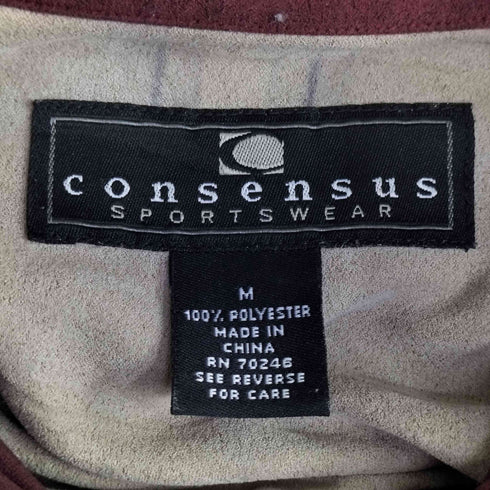 consensus
SPORTSWEAR
M
100% POLYESTER
MADE IN
CHINA
RN 70246
SEE REVERSE
FOR CARE